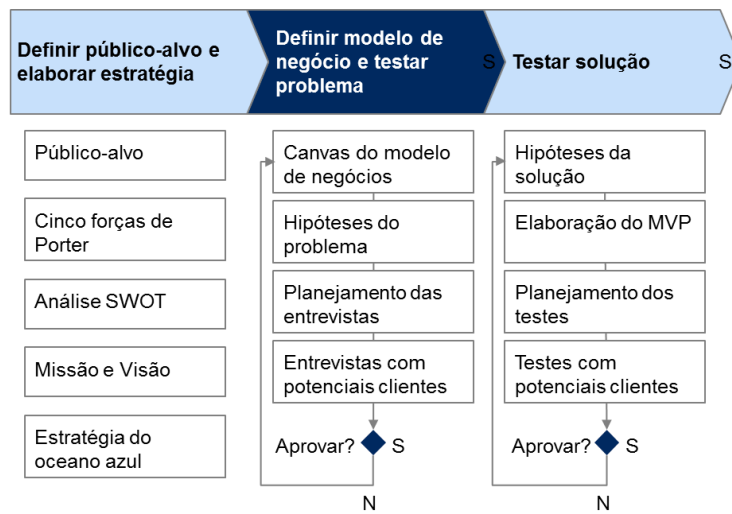 Definir público-alvo e
elaborar estratégia
Definir modelo de
negócio e testar
problema
S
Testar solução
S
Público-alvo
Cinco forças de
Porter
Análise SWOT
Missão e Visão
Estratégia do
oceano azul
Canvas do modelo
de negócios
Hipóteses do
problema
Planejamento das
entrevistas
Entrevistas com
potenciais clientes
Aprovar?
S
N
Hipóteses da
solução
Elaboração do MVP
Planejamento dos
testes
Testes com
potenciais clientes
Aprovar?
S
N